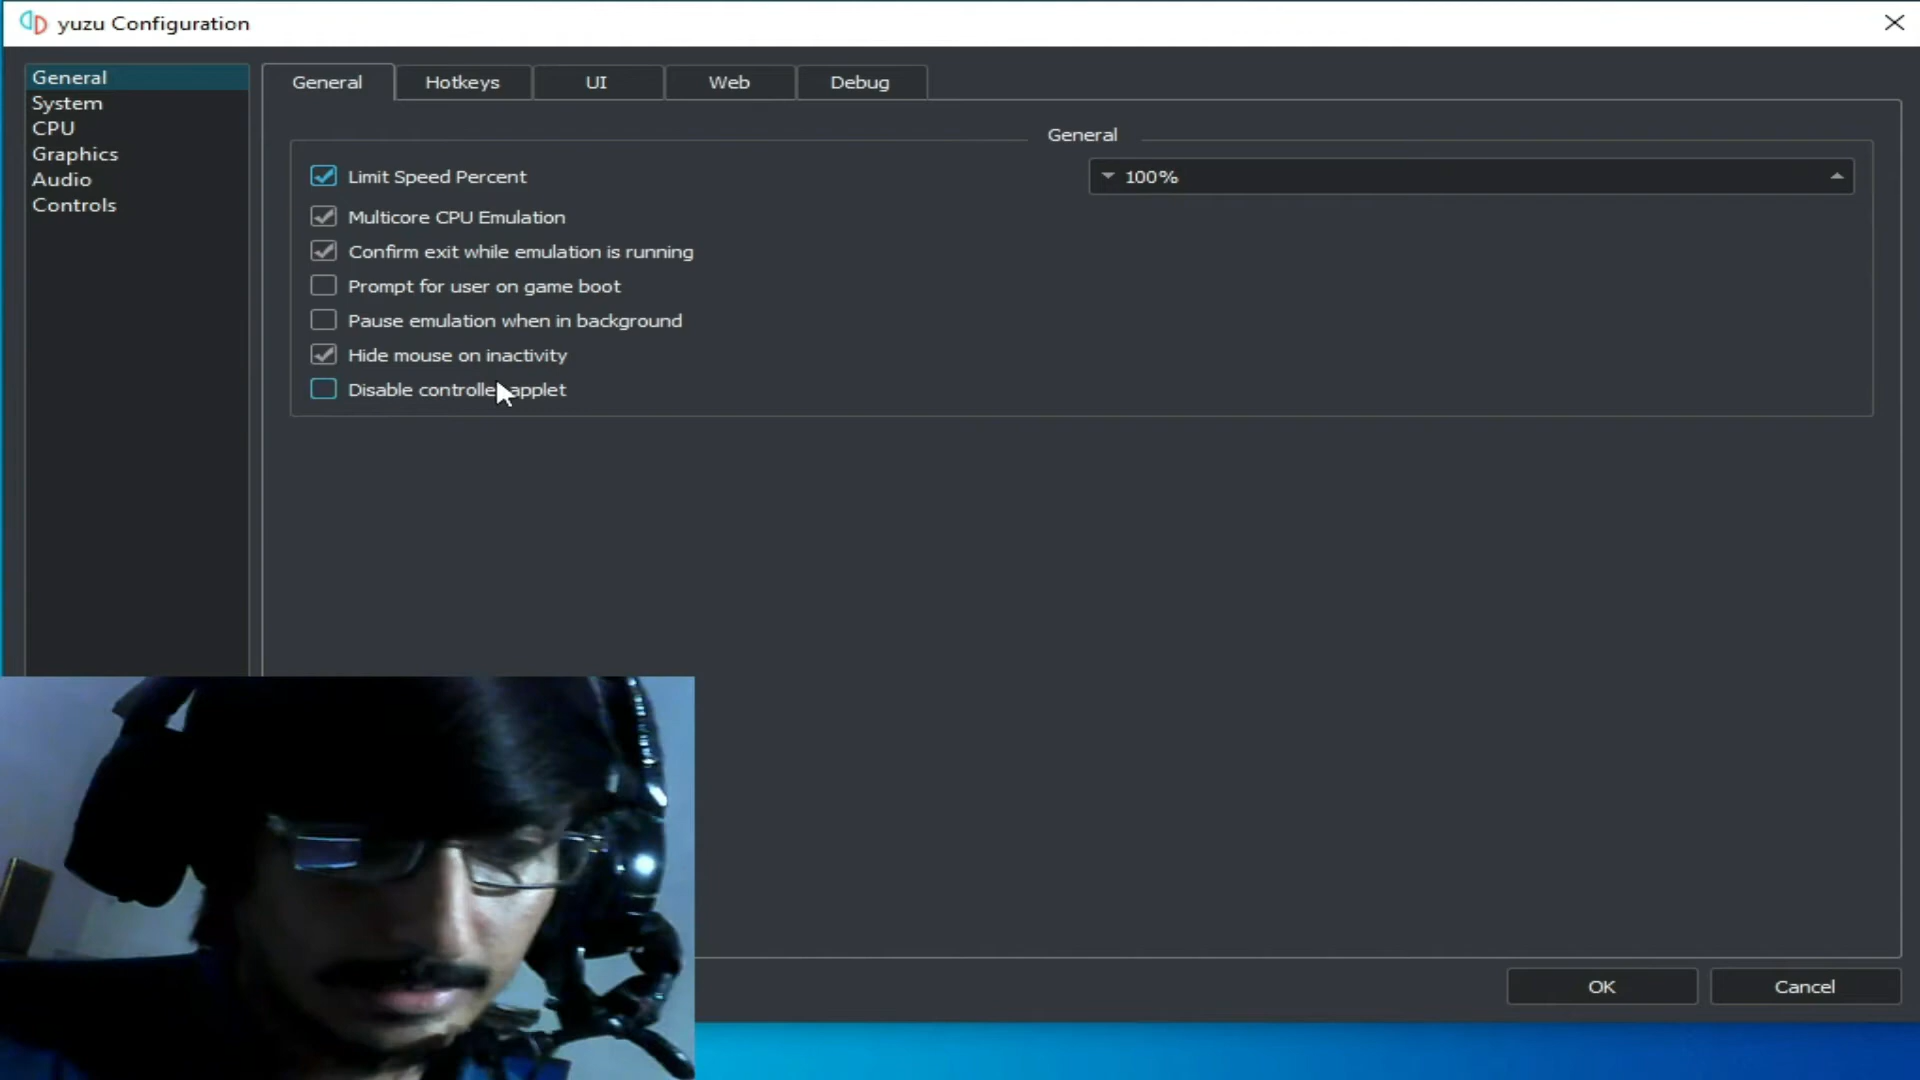 yuzu Configuration
General
System
CPU
Graphics
Audio
Controls
General Hotkeys UI Web Debug
General
Limit Speed Percent 100%
Multicore CPU Emulation
Confirm exit while emulation is running
Prompt for user on game boot
Pause emulation when in background
Hide mouse on inactivity
Disable controller applet
OK Cancel